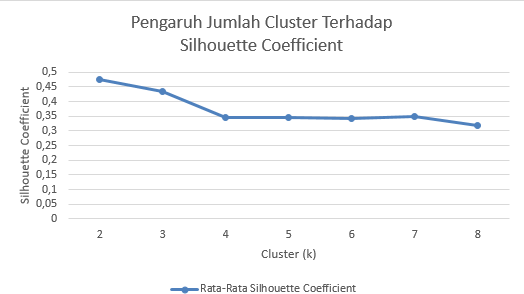 Pengaruh Jumlah Cluster Terhadap
Silhouette Coefficient
Silhouette Coefficient
0,5
0,45
0,4
0,35
0,3
0,25
0,2
0,15
0,1
0,05
0
2 3 4 5 6 7 8
Cluster (k)
Rata-Rata Silhouette Coefficient